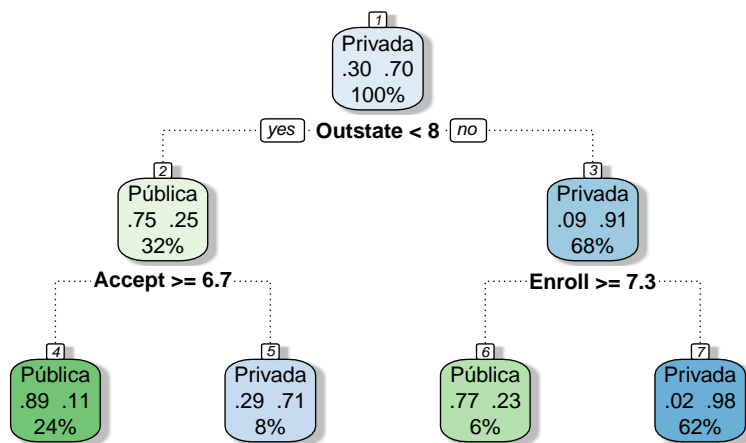 1
Privada
.30 .70
100%
yes Outstate < 8 no
2
Pública
.75 .25
32%
3
Privada
.09 .91
68%
Accept >= 6.7
Enroll >= 7.3
4
Pública
.89 .11
24%
5
Privada
.29 .71
8%
6
Pública
.77 .23
6%
7
Privada
.02 .98
62%